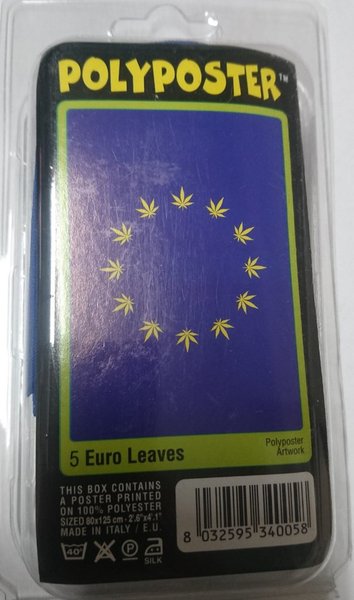 POLYPOSTER™
5 Euro Leaves
Polyposter
Artwork
THIS BOX CONTAINS
A POSTER PRINTED
ON 100% POLYESTER
SIZED 80x125 cm - 2'6"x4'1"
MADE IN ITALY / E.U.
40° P SILK
8 032595 340058